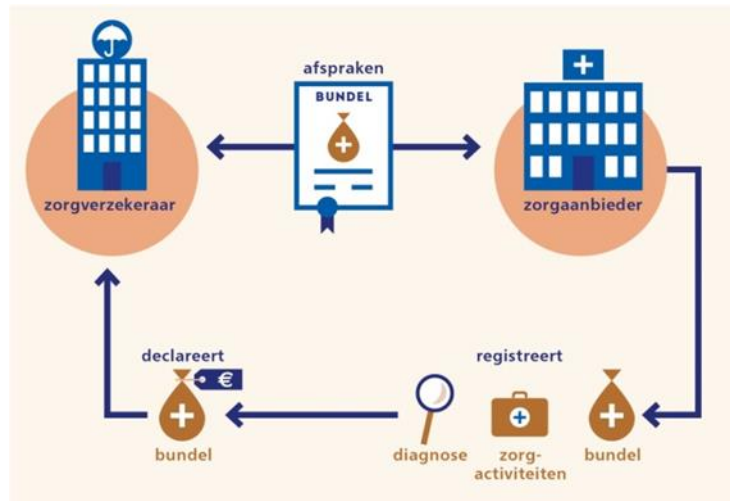 afspraken
BUNDEL
zorgverzekeraar
zorgaanbieder
declareert
€
bundel
registreert
diagnose
zorg-
activiteiten
bundel